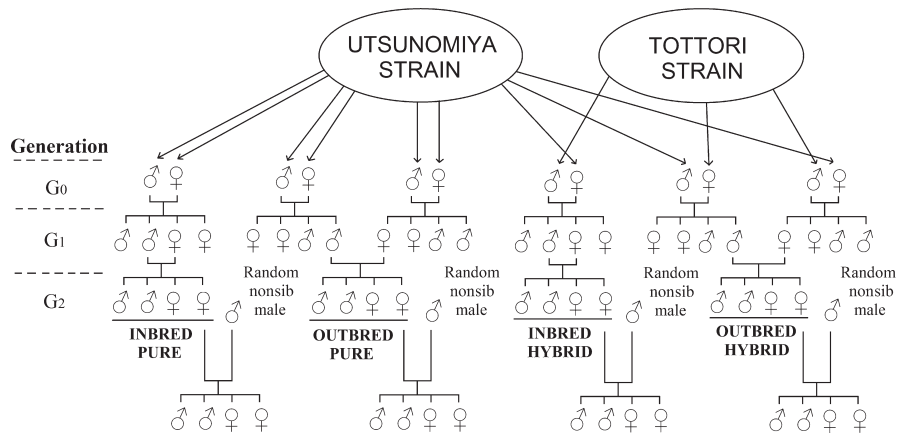 UTSUNOMIYA
STRAIN
TOTTORI
STRAIN
Generation
G0
G1
G2
Random
nonsib
male
Random
nonsib
male
Random
nonsib
male
Random
nonsib
male
INBRED
PURE
OUTBRED
PURE
INBRED
HYBRID
OUTBRED
HYBRID